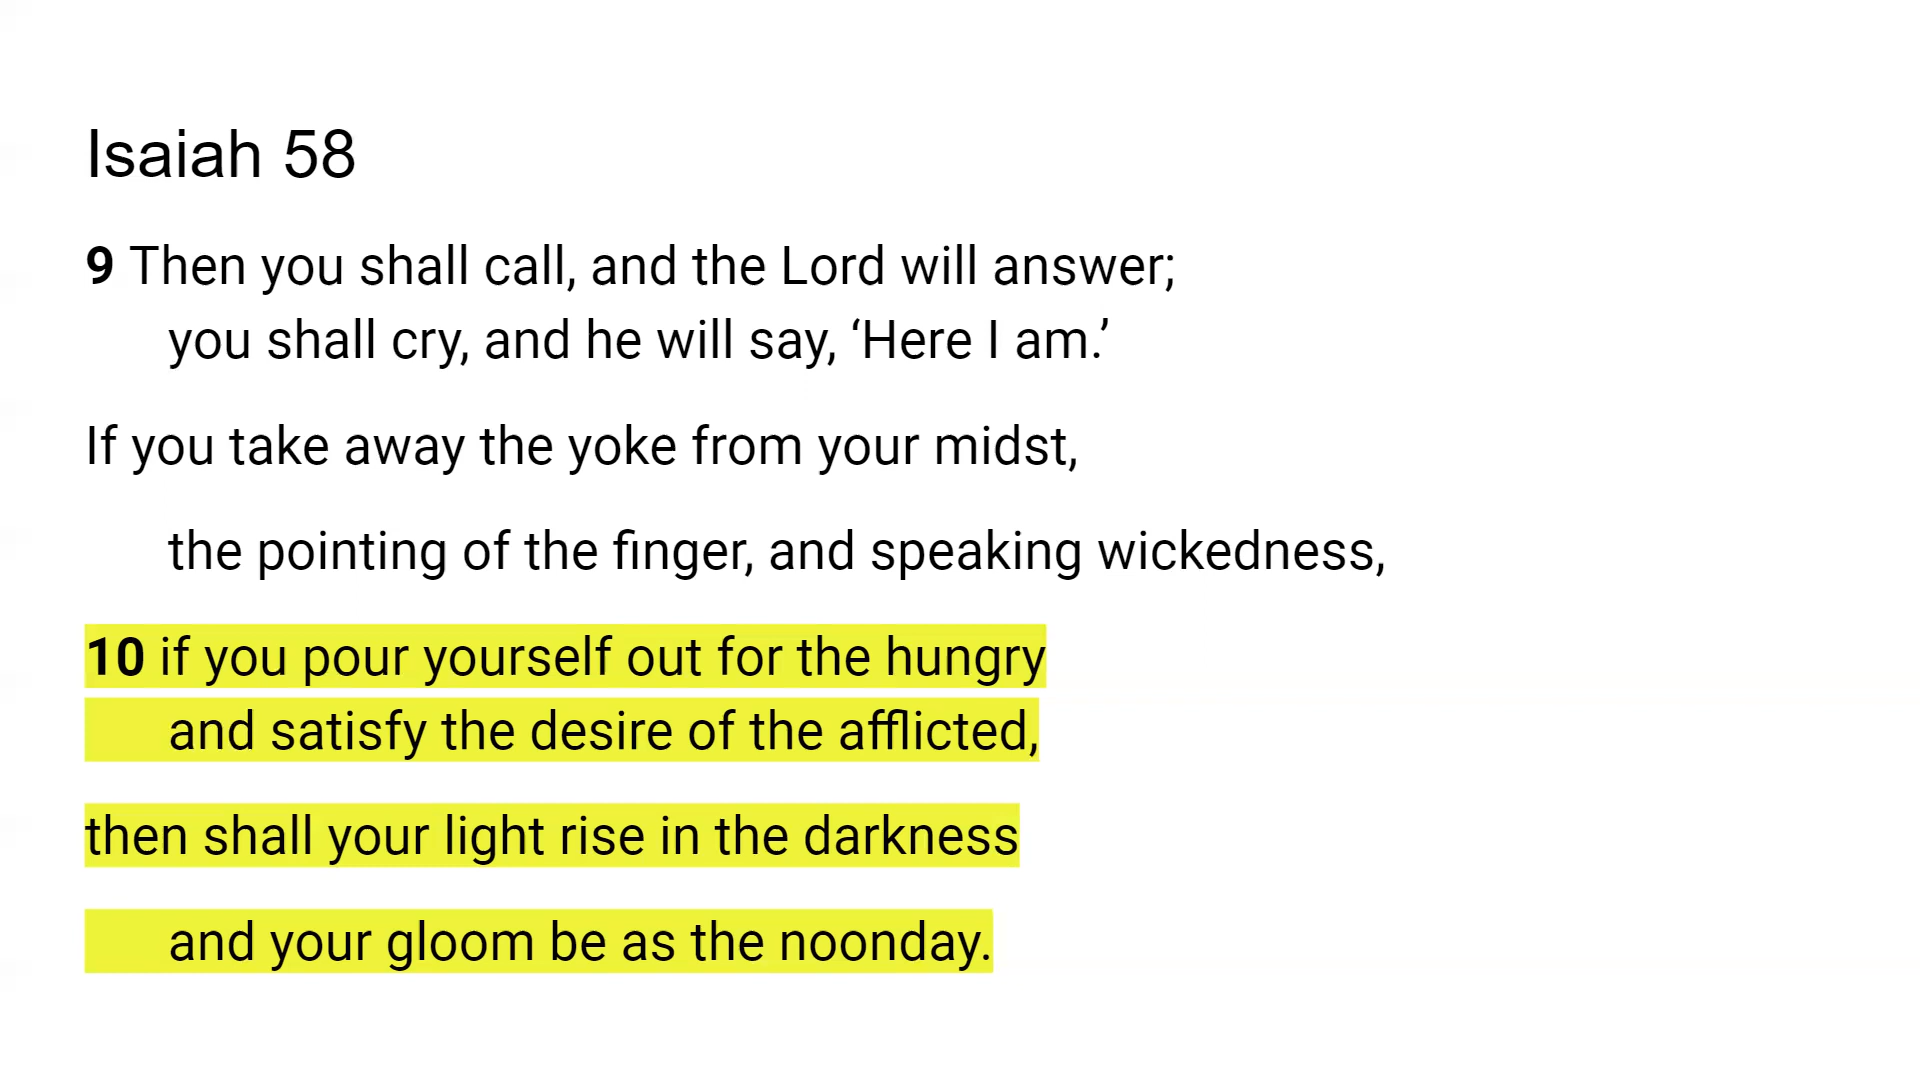 Isaiah 58
9 Then you shall call, and the Lord will answer;
you shall cry, and he will say, ‘Here I am.’
If you take away the yoke from your midst,
the pointing of the finger, and speaking wickedness,
10 if you pour yourself out for the hungry
and satisfy the desire of the afflicted,
then shall your light rise in the darkness
and your gloom be as the noonday.